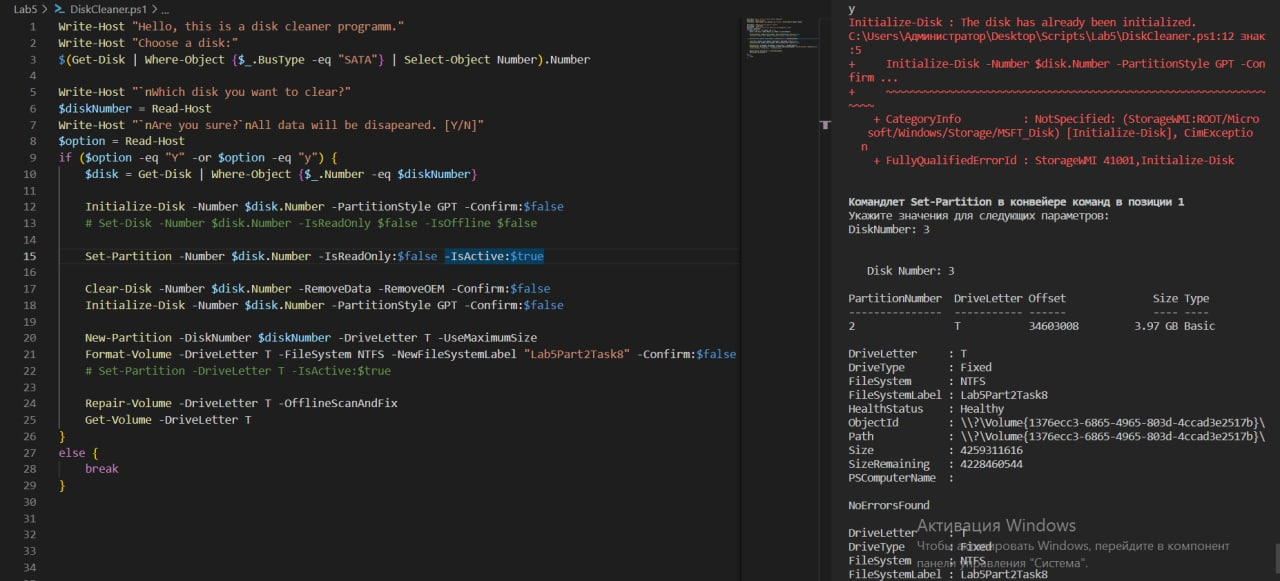 Lab5 > DiskCleaner.ps1 > ...
1 Write-Host "Hello, this is a disk cleaner programm."
2 Write-Host "Choose a disk:"
3 $(Get-Disk | Where-Object {$_.BusType -eq "SATA"} | Select-Object Number).Number
4
5 Write-Host "`nWhich disk you want to clear?"
6 $diskNumber = Read-Host
7 Write-Host "`nAre you sure?`nAll data will be disapeared. [Y/N]"
8 $option = Read-Host
9 if ($option -eq "Y" -or $option -eq "y") {
10 $disk = Get-Disk | Where-Object {$_.Number -eq $diskNumber}
11
12 Initialize-Disk -Number $disk.Number -PartitionStyle GPT -Confirm:$false
13 # Set-Disk -Number $disk.Number -IsReadOnly $false -IsOffline $false
14
15 Set-Partition -Number $disk.Number -IsReadOnly:$false -IsActive:$true
16
17 Clear-Disk -Number $disk.Number -RemoveData -RemoveOEM -Confirm:$false
18 Initialize-Disk -Number $disk.Number -PartitionStyle GPT -Confirm:$false
19
20 New-Partition -DiskNumber $diskNumber -DriveLetter T -UseMaximumSize
21 Format-Volume -DriveLetter T -FileSystem NTFS -NewFileSystemLabel "Lab5Part2Task8" -Confirm:$false
22 # Set-Partition -DriveLetter T -IsActive:$true
23
24 Repair-Volume -DriveLetter T -OfflineScanAndFix
25 Get-Volume -DriveLetter T
26 }
27 else {
28 break
29 }
30
31
32
33
34
y
Initialize-Disk : The disk has already been initialized.
C:\Users\Администратор\Desktop\Scripts\Lab5\DiskCleaner.ps1:12 знак
:5
+ Initialize-Disk -Number $disk.Number -PartitionStyle GPT -Con
firm ...
+ ~~~~~~~~~~~~~~~~~~~~~~~~~~~~~~~~~~~~~~~~~~~~~~~~~~~~~~~~~~~
~~~~
+ CategoryInfo : NotSpecified: (StorageWMI:ROOT/Micro
soft/Windows/Storage/MSFT_Disk) [Initialize-Disk], CimExceptio
n
+ FullyQualifiedErrorId : StorageWMI 41001,Initialize-Disk
Командлет Set-Partition в конвейере команд в позиции 1
Укажите значения для следующих параметров:
DiskNumber: 3
Disk Number: 3
PartitionNumber DriveLetter Offset Size Type
--------------- ----------- ------ ---- ----
2 T 34603008 3.97 GB Basic
DriveLetter : T
DriveType : Fixed
FileSystem : NTFS
FileSystemLabel : Lab5Part2Task8
HealthStatus : Healthy
ObjectId : \\?\Volume{1376ecc3-6865-4965-803d-4ccad3e2517b}\
Path : \\?\Volume{1376ecc3-6865-4965-803d-4ccad3e2517b}\
Size : 4259311616
SizeRemaining : 4228460544
PSComputerName :
NoErrorsFound
Активация Windows
DriveLetter : T
Чтобы активировать Windows, перейдите в компонент
DriveType : Fixed
панели управления "Система".
FileSystem : NTFS
FileSystemLabel : Lab5Part2Task8